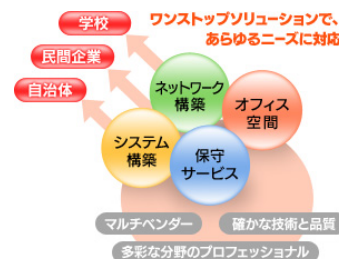 学校
ワンストップソリューションで、
あらゆるニーズに対応
民間企業
自治体
ネットワーク
構築
オフィス
空間
システム
構築
保守
サービス
マルチベンダー
確かな技術と品質
多彩な分野のプロフェッショナル